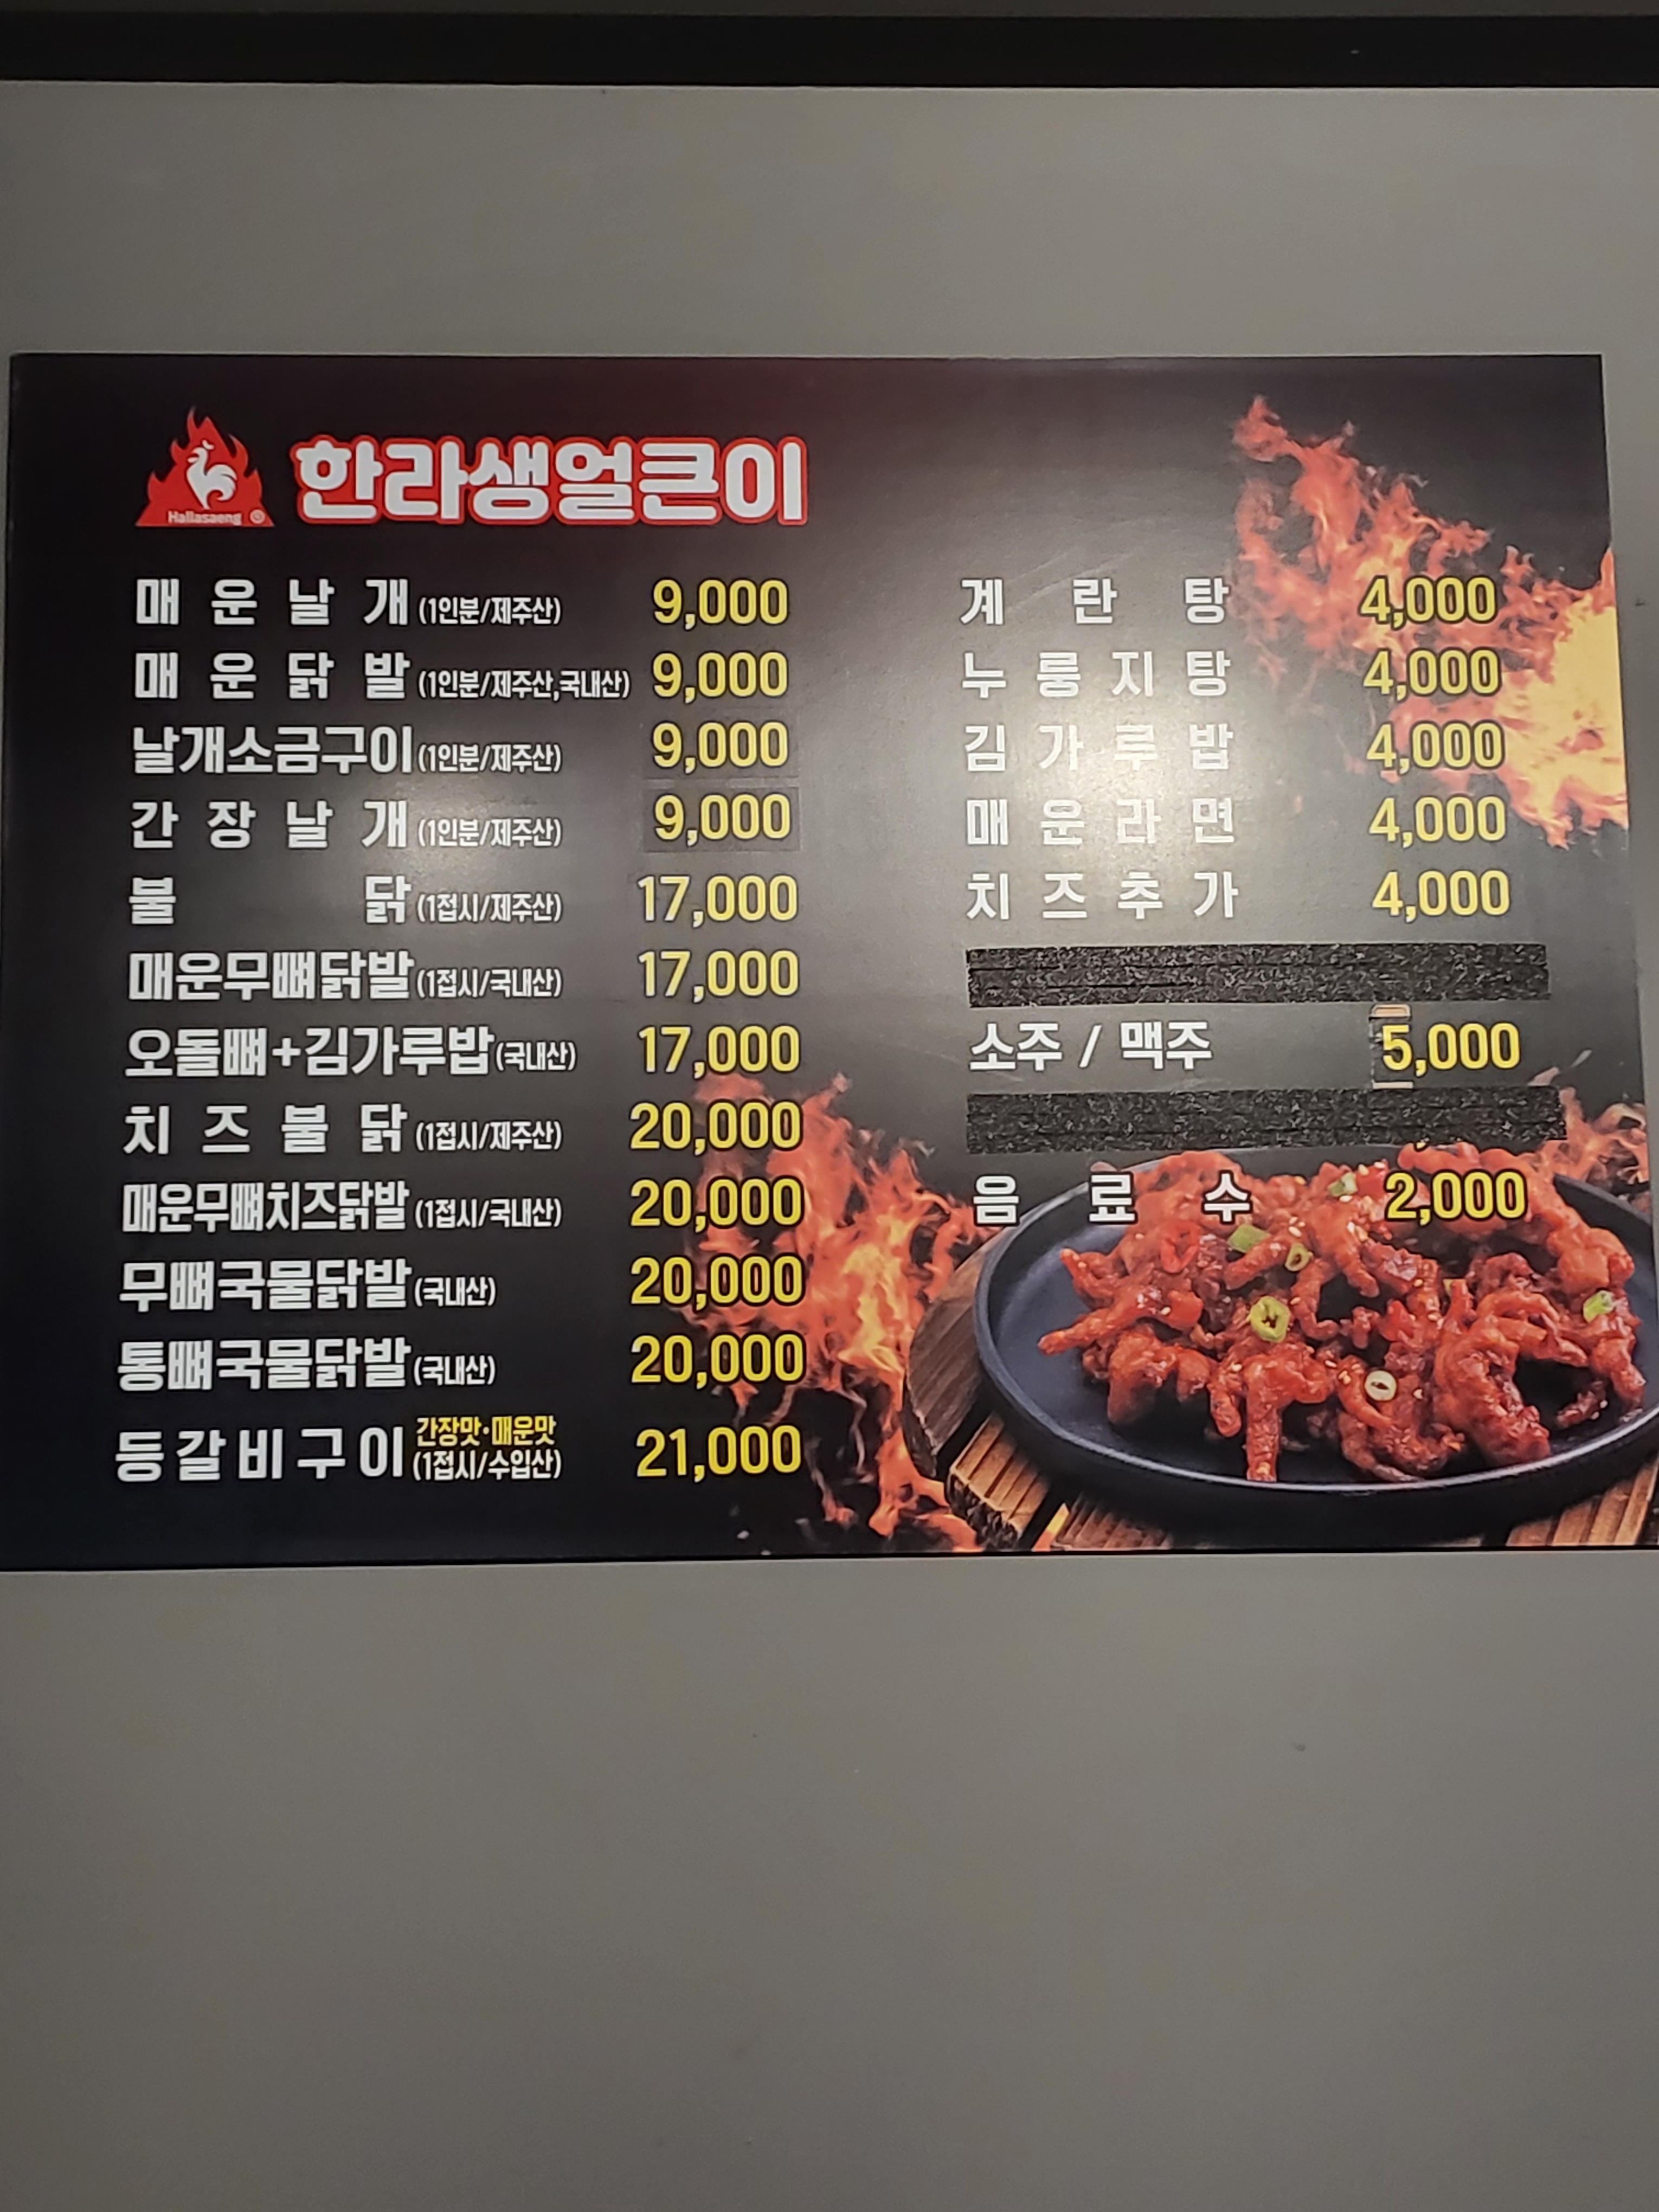 Hallasaeng ®
한라생얼큰이
매운날개 (1인분/제주산) 9,000
매운닭발 (1인분/제주산,국내산) 9,000
날개소금구이 (1인분/제주산) 9,000
간장날개 (1인분/제주산) 9,000
불닭 (1접시/제주산) 17,000
매운무뼈닭발 (1접시/국내산) 17,000
오돌뼈+김가루밥 (국내산) 17,000
치즈불닭 (1접시/제주산) 20,000
매운무뼈치즈닭발 (1접시/국내산) 20,000
무뼈국물닭발 (국내산) 20,000
통뼈국물닭발 (국내산) 20,000
등갈비구이 간장맛·매운맛 (1접시/수입산) 21,000
계란탕 4,000
누룽지탕 4,000
김가루밥 4,000
매운라면 4,000
치즈추가 4,000
소주 / 맥주 5,000
음료수 2,000